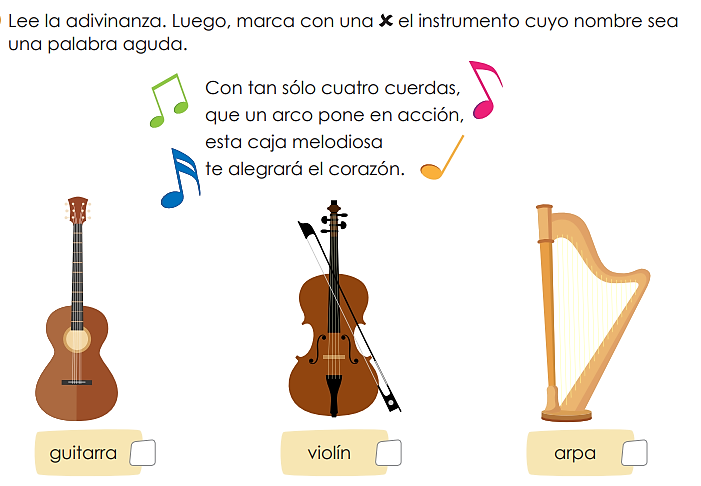 Lee la adivinanza. Luego, marca con una ✘ el instrumento cuyo nombre sea
una palabra aguda.
Con tan sólo cuatro cuerdas,
que un arco pone en acción,
esta caja melodiosa
te alegrará el corazón.
guitarra
violín
arpa